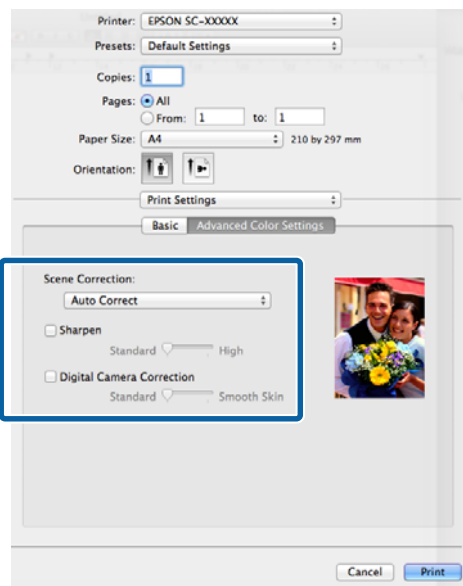 Printer: EPSON SC-XXXXX
Presets: Default Settings
Copies: 1
Pages: All
From: 1 to: 1
Paper Size: A4 210 by 297 mm
Orientation:
Print Settings
Basic Advanced Color Settings
Scene Correction:
Auto Correct
Sharpen
Standard High
Digital Camera Correction
Standard Smooth Skin
Cancel Print